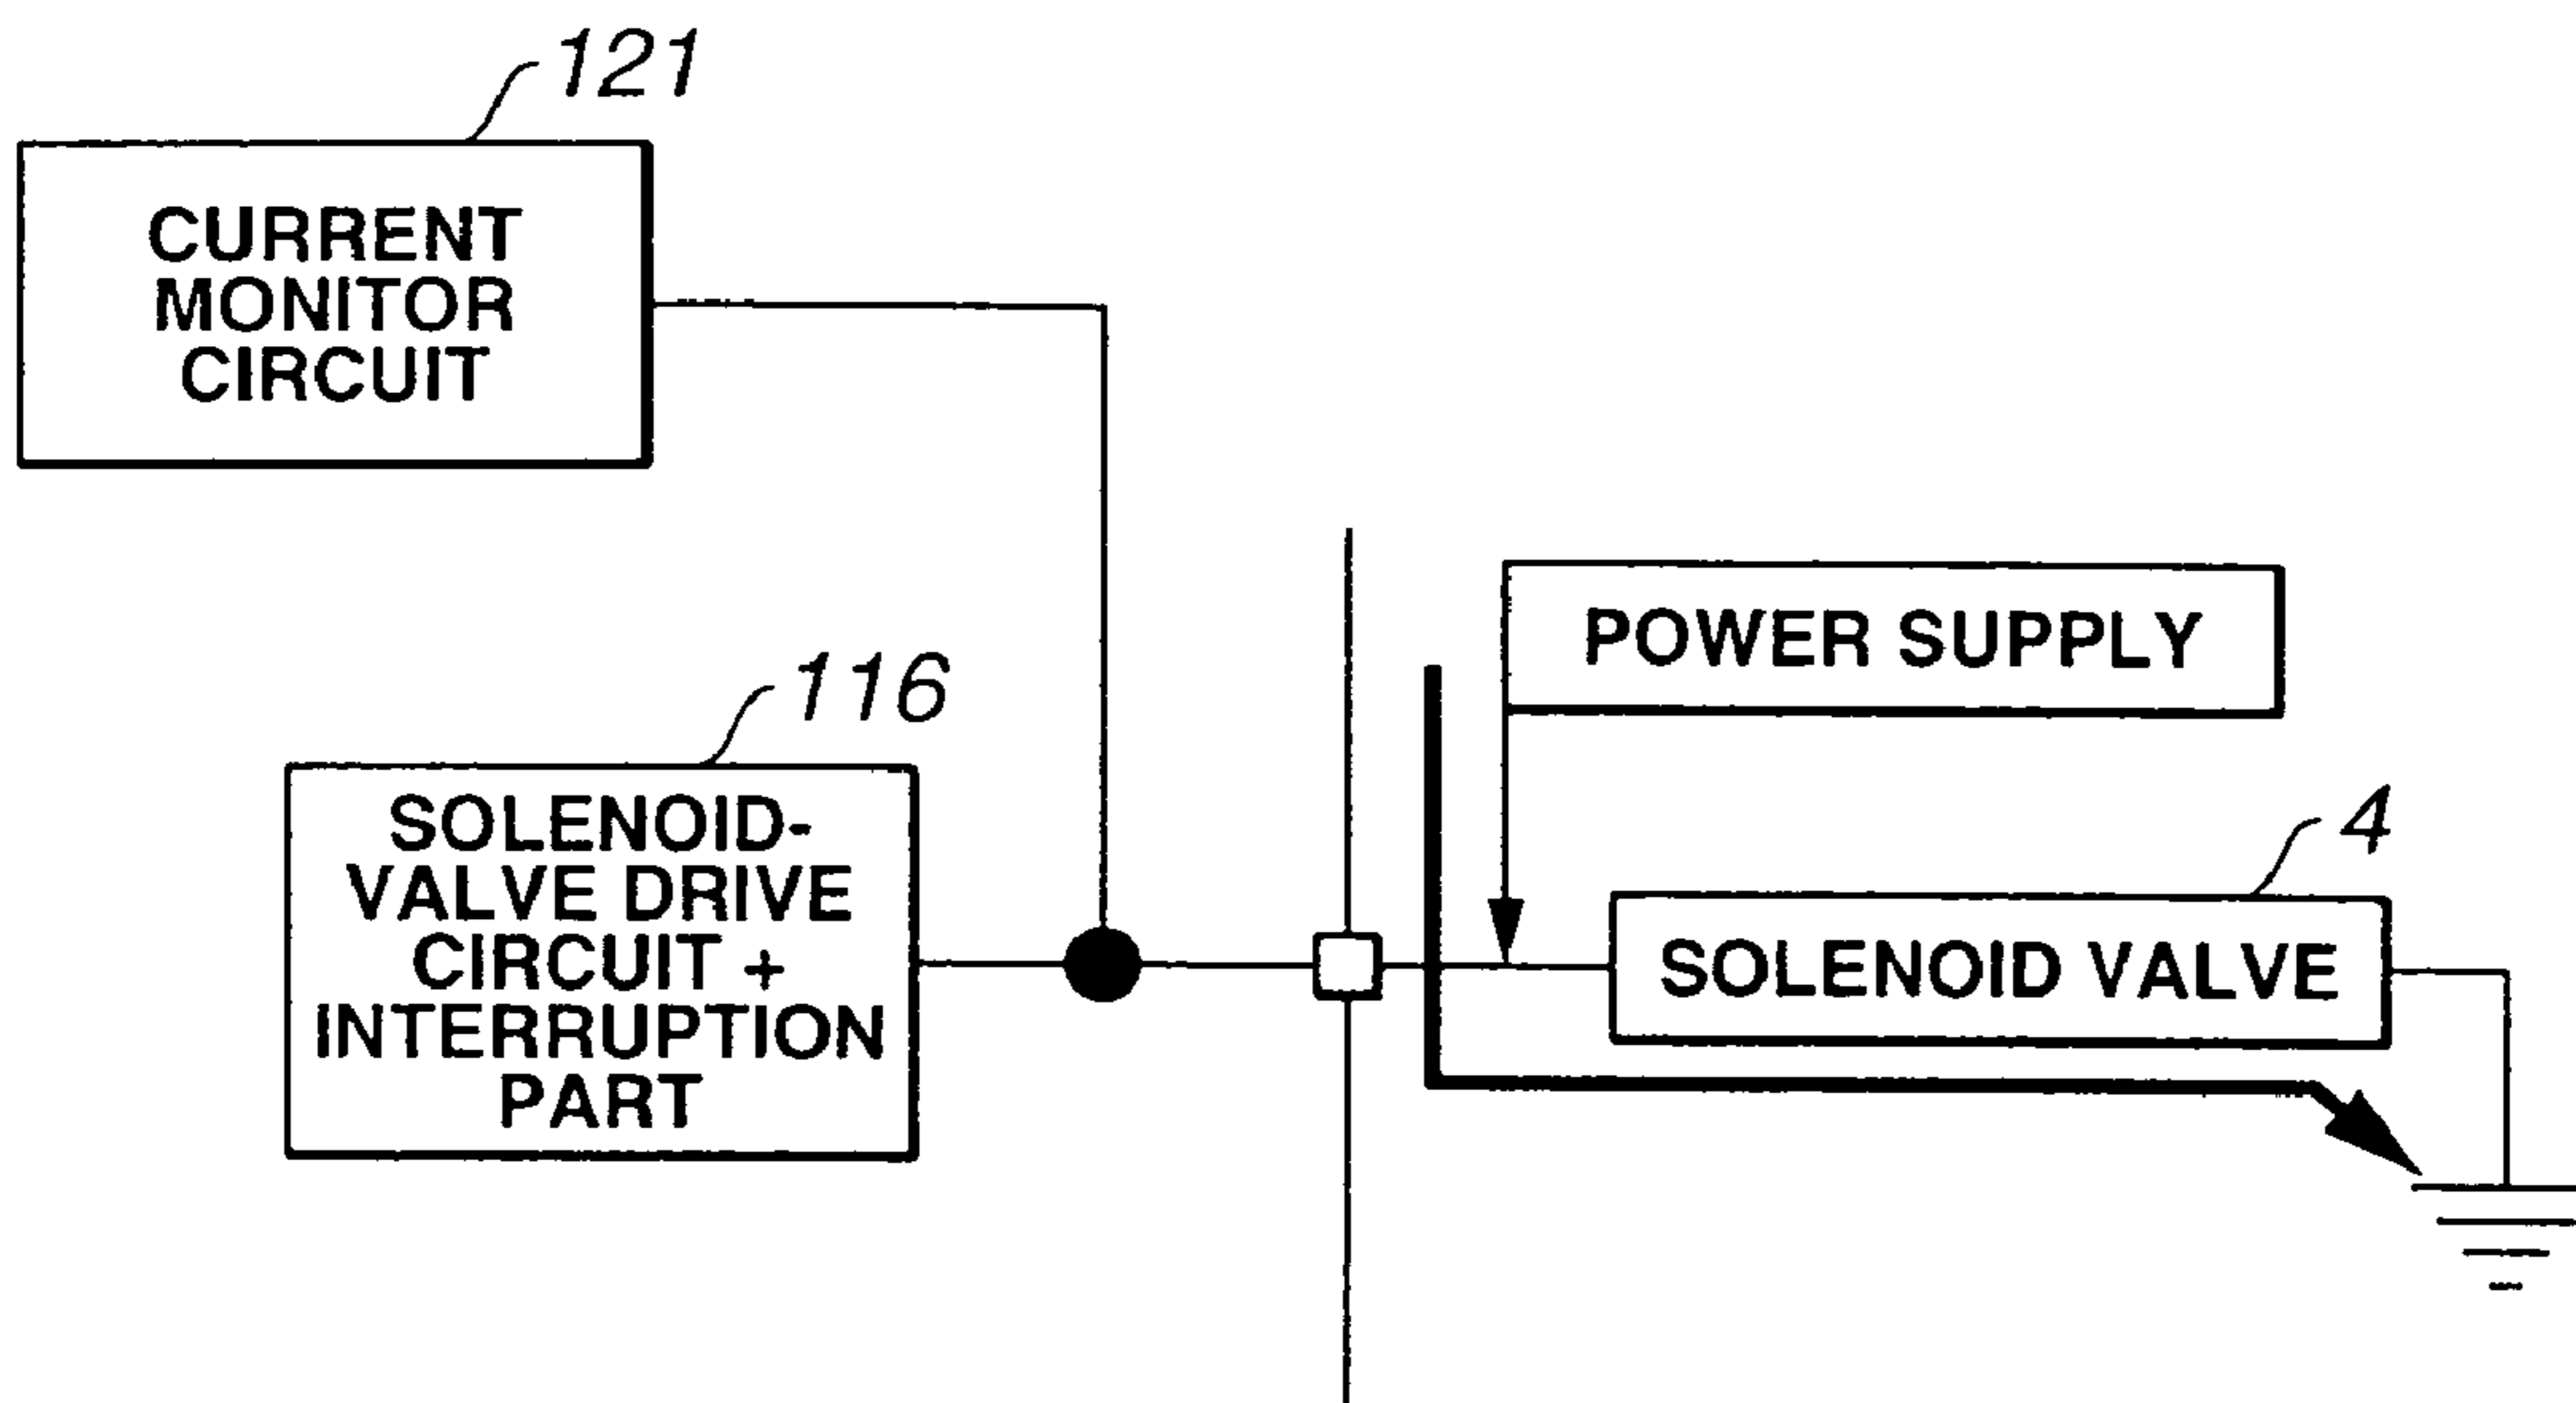 121
CURRENT
MONITOR
CIRCUIT
POWER SUPPLY
116
SOLENOID-
VALVE DRIVE
CIRCUIT +
INTERRUPTION
PART
4
SOLENOID VALVE